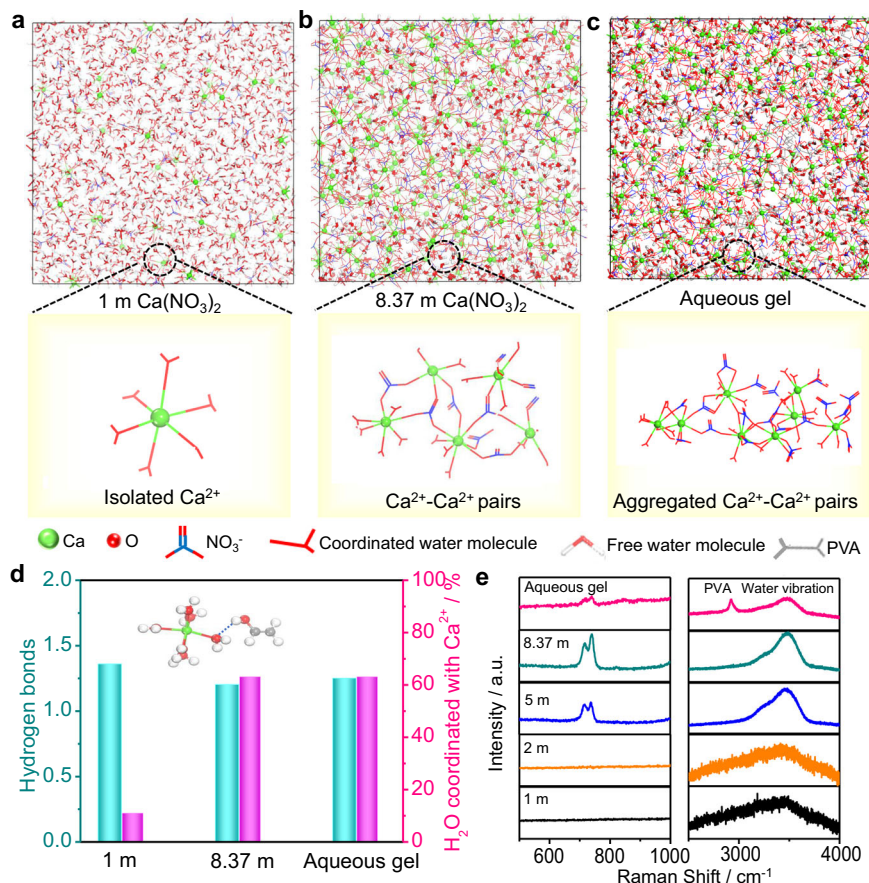 a
b
c
1 m Ca(NO₃)₂
8.37 m Ca(NO₃)₂
Aqueous gel
Isolated Ca²⁺
Ca²⁺-Ca²⁺ pairs
Aggregated Ca²⁺-Ca²⁺ pairs
Ca
O
NO₃⁻
Coordinated water molecule
Free water molecule
PVA
d
Hydrogen bonds
2.0
1.5
1.0
0.5
0.0
100
80
60
40
20
0
H₂O coordinated with Ca²⁺ / %
1 m
8.37 m
Aqueous gel
e
Intensity / a.u.
Aqueous gel
8.37 m
5 m
2 m
1 m
PVA Water vibration
600
800
1000
3000
4000
Raman Shift / cm⁻¹